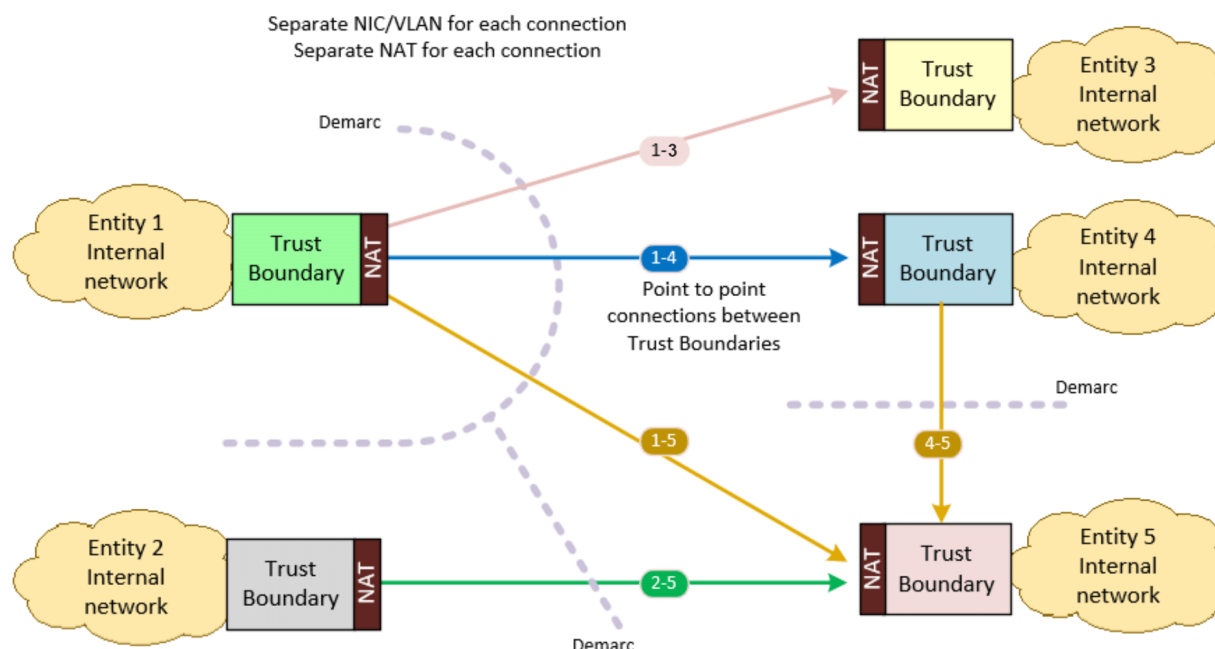 Separate NIC/VLAN for each connection
Separate NAT for each connection
Demarc
1-3
NAT
Trust
Boundary
Entity 3
Internal
network
Entity 1
Internal
network
Trust
Boundary
NAT
1-4
Point to point
connections between
Trust Boundaries
NAT
Trust
Boundary
Entity 4
Internal
network
Demarc
1-5
4-5
Entity 2
Internal
network
Trust
Boundary
NAT
2-5
NAT
Trust
Boundary
Entity 5
Internal
network
Demarc